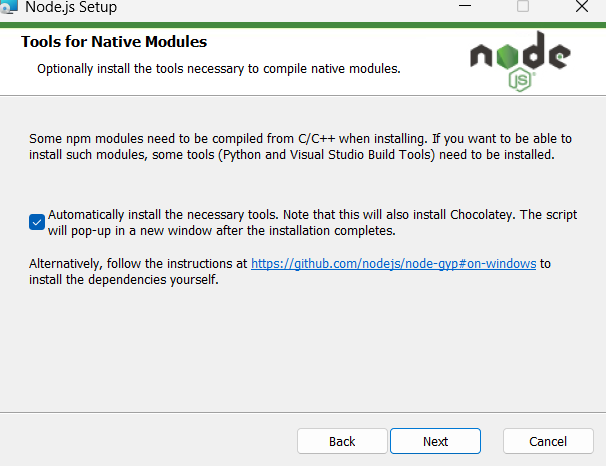 Node.js Setup
Tools for Native Modules
Optionally install the tools necessary to compile native modules.
node
JS
Some npm modules need to be compiled from C/C++ when installing. If you want to be able to
install such modules, some tools (Python and Visual Studio Build Tools) need to be installed.
Automatically install the necessary tools. Note that this will also install Chocolatey. The script
will pop-up in a new window after the installation completes.
Alternatively, follow the instructions at https://github.com/nodejs/node-gyp#on-windows to
install the dependencies yourself.
Back
Next
Cancel